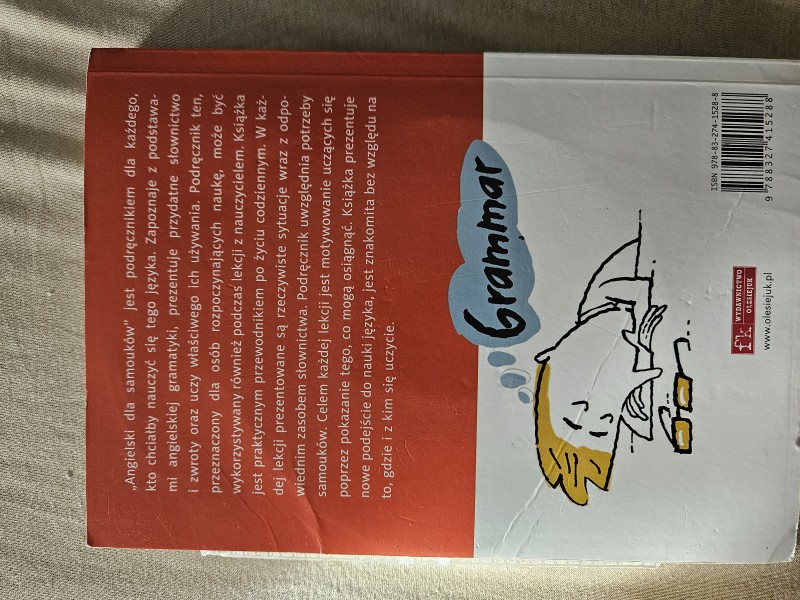 „Angielski dla samouków” jest podręcznikiem dla każdego,
kto chciałby nauczyć się tego języka. Zapoznaje z podstawa-
mi angielskiej gramatyki, prezentuje przydatne słownictwo
i zwroty oraz uczy właściwego ich używania. Podręcznik ten,
przeznaczony dla osób rozpoczynających naukę, może być
wykorzystywany również podczas lekcji z nauczycielem. Książka
jest praktycznym przewodnikiem po życiu codziennym. W każ-
dej lekcji prezentowane są rzeczywiste sytuacje wraz z odpo-
wiednim zasobem słownictwa. Podręcznik uwzględnia potrzeby
samouków. Celem każdej lekcji jest motywowanie uczących się
poprzez pokazanie tego, co mogą osiągnąć. Książka prezentuje
nowe podejście do nauki języka, jest znakomita bez względu na
to, gdzie i z kim się uczycie.
Grammar
fk WYDAWNICTWO
OLESIEJUK
www.olesiejuk.pl
ISBN 978-83-274-1528-8
9 788327 415288